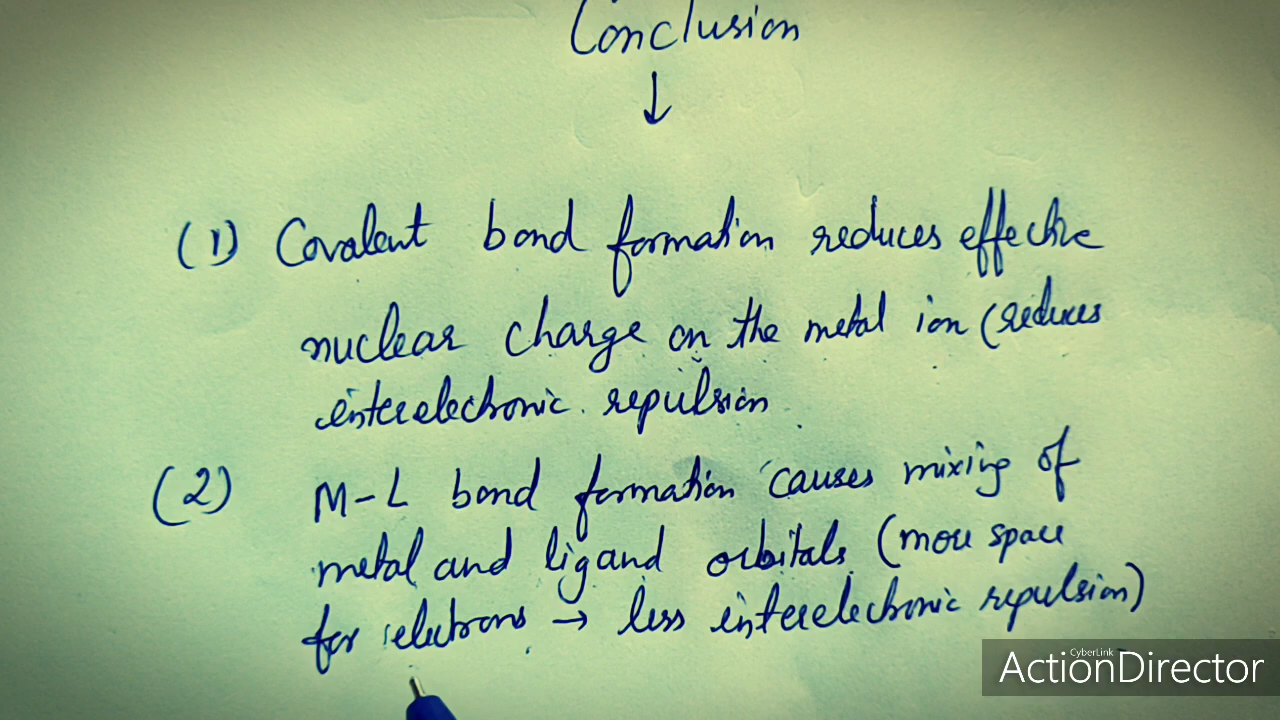 Conclusion
↓
(1) Covalent bond formation reduces effective
nuclear charge on the metal ion (reduces
interelectronic repulsion
(2) M-L bond formation causes mixing of
metal and ligand orbitals (more space
for electrons → less interelectronic repulsion)
CyberLink
ActionDirector